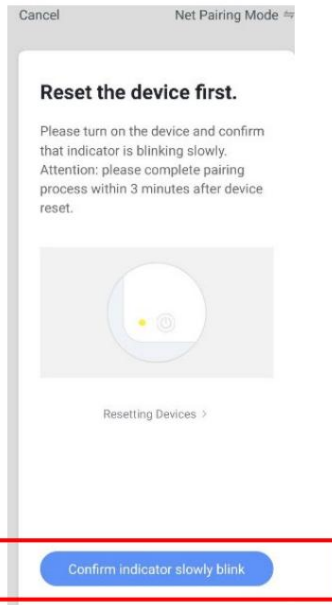 Cancel
Net Pairing Mode ⇋
Reset the device first.
Please turn on the device and confirm
that indicator is blinking slowly.
Attention: please complete pairing
process within 3 minutes after device
reset.
Resetting Devices >
Confirm indicator slowly blink